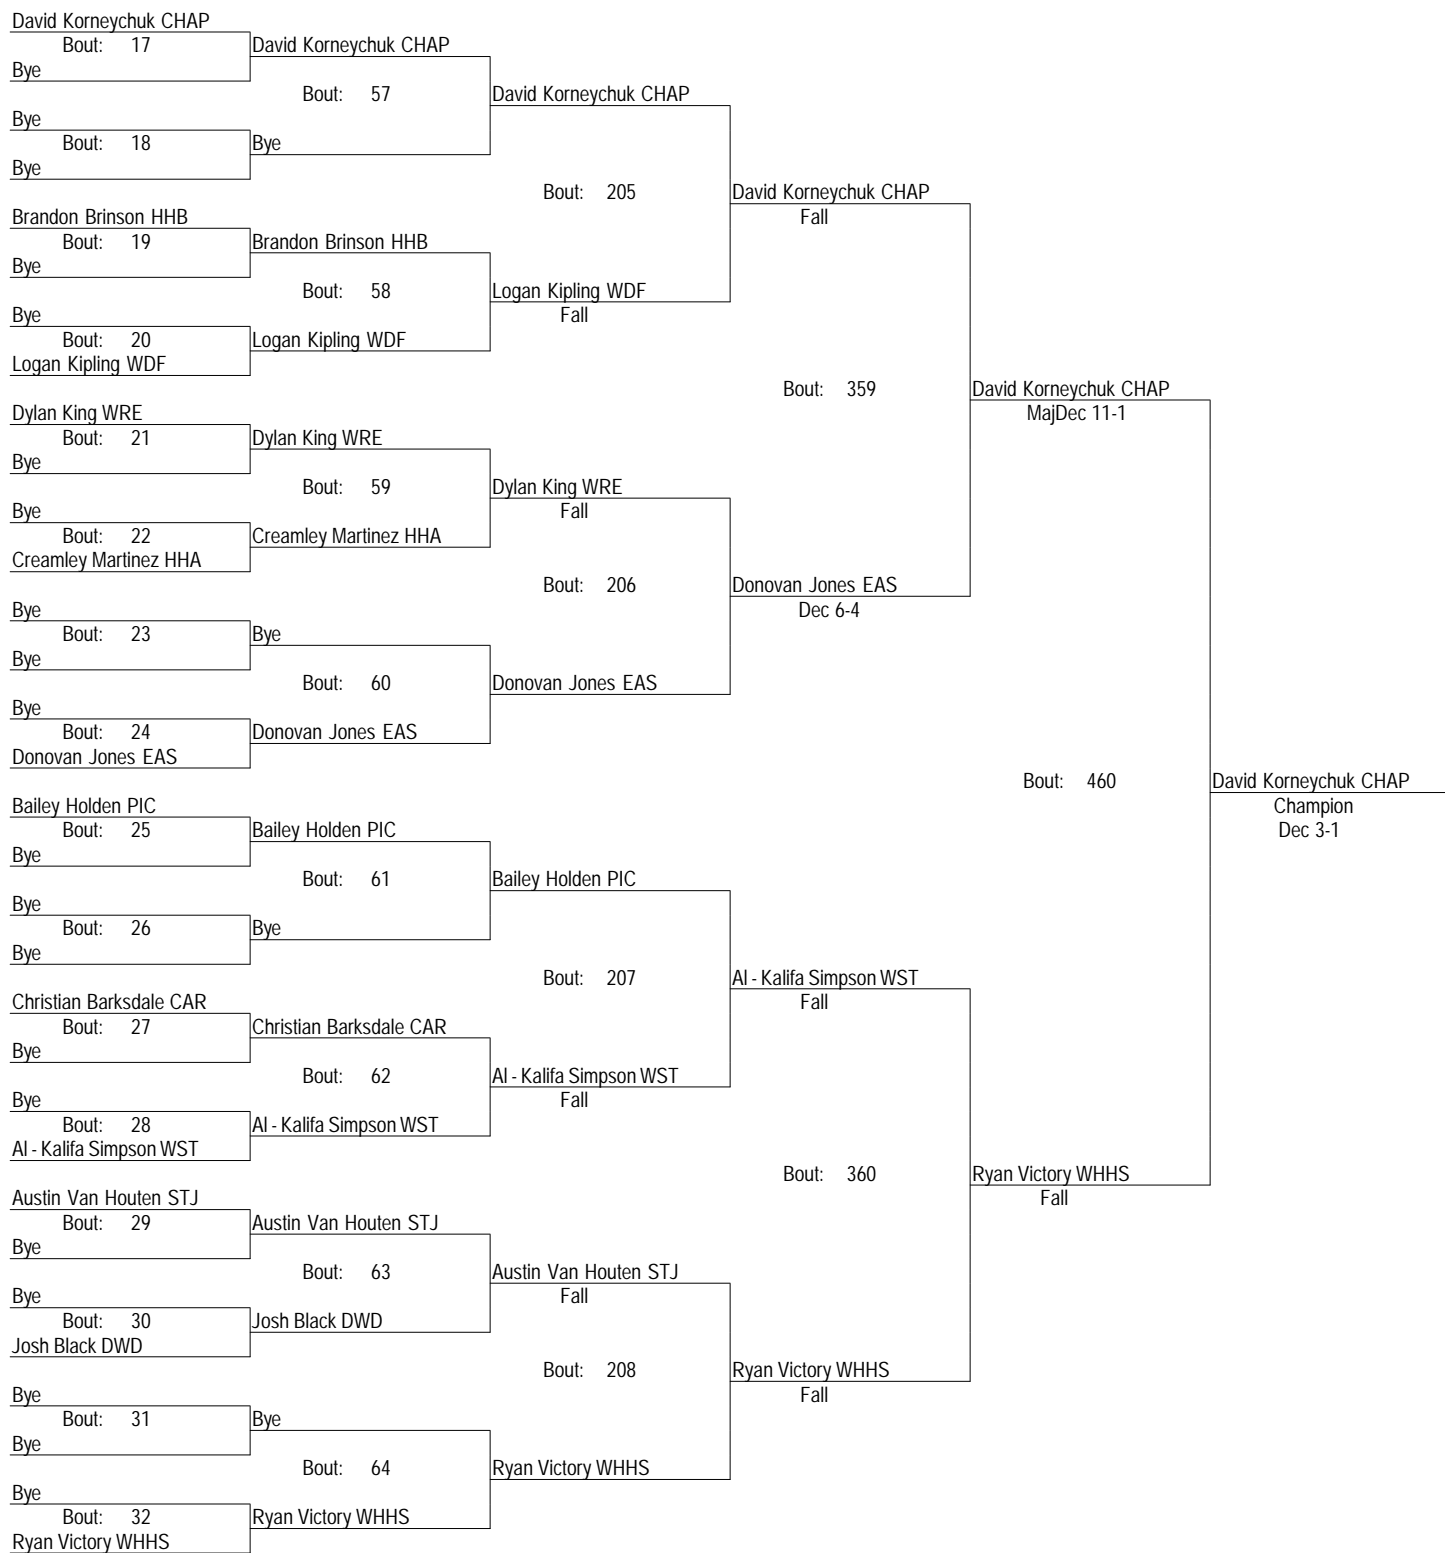 David Korneychuk CHAP
Bout: 17
David Korneychuk CHAP
Bye
Bout: 57
David Korneychuk CHAP
Bye
Bout: 18
Bye
Bye
Bout: 205
David Korneychuk CHAP
Fall
Brandon Brinson HHB
Bout: 19
Brandon Brinson HHB
Bye
Bout: 58
Logan Kipling WDF
Fall
Bye
Bout: 20
Logan Kipling WDF
Logan Kipling WDF
Bout: 359
David Korneychuk CHAP
MajDec 11-1
Dylan King WRE
Bout: 21
Dylan King WRE
Bye
Bout: 59
Dylan King WRE
Fall
Bye
Bout: 22
Creamley Martinez HHA
Creamley Martinez HHA
Bout: 206
Donovan Jones EAS
Dec 6-4
Bye
Bout: 23
Bye
Bye
Bout: 60
Donovan Jones EAS
Bye
Bout: 24
Donovan Jones EAS
Donovan Jones EAS
Bout: 460
David Korneychuk CHAP
Champion
Dec 3-1
Bailey Holden PIC
Bout: 25
Bailey Holden PIC
Bye
Bout: 61
Bailey Holden PIC
Bye
Bout: 26
Bye
Bye
Bout: 207
Al - Kalifa Simpson WST
Fall
Christian Barksdale CAR
Bout: 27
Christian Barksdale CAR
Bye
Bout: 62
Al - Kalifa Simpson WST
Fall
Bye
Bout: 28
Al - Kalifa Simpson WST
Al - Kalifa Simpson WST
Bout: 360
Ryan Victory WHHS
Fall
Austin Van Houten STJ
Bout: 29
Austin Van Houten STJ
Bye
Bout: 63
Austin Van Houten STJ
Fall
Bye
Bout: 30
Josh Black DWD
Josh Black DWD
Bout: 208
Ryan Victory WHHS
Fall
Bye
Bout: 31
Bye
Bye
Bout: 64
Ryan Victory WHHS
Bye
Bout: 32
Ryan Victory WHHS
Ryan Victory WHHS